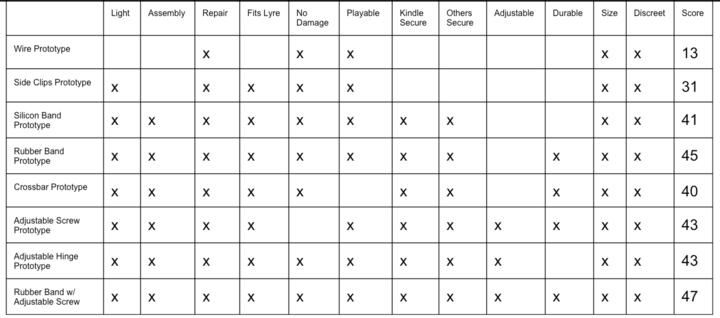 Light Assembly Repair Fits Lyre No Damage Playable Kindle Secure Others Secure Adjustable Durable Size Discreet Score
Wire Prototype x x x x x 13
Side Clips Prototype x x x x x x x 31
Silicon Band Prototype x x x x x x x x x x 41
Rubber Band Prototype x x x x x x x x x x x 45
Crossbar Prototype x x x x x x x x x x 40
Adjustable Screw Prototype x x x x x x x x x x x 43
Adjustable Hinge Prototype x x x x x x x x x x x 43
Rubber Band w/ Adjustable Screw x x x x x x x x x x x x 47